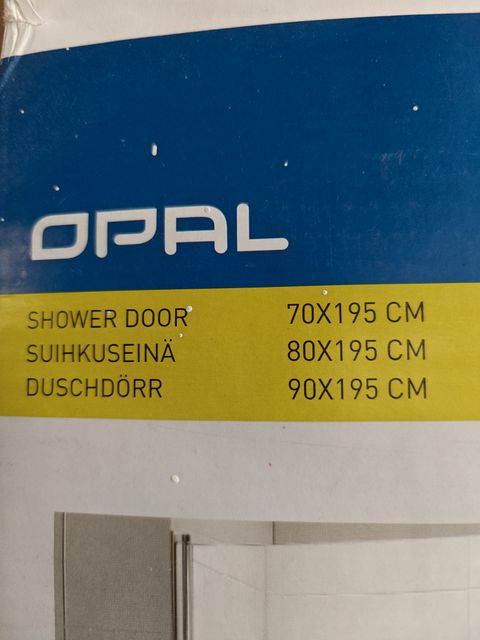 OPAL
SHOWER DOOR 70X195 CM
SUIHKUSEINÄ 80X195 CM
DUSCHDÖRR 90X195 CM